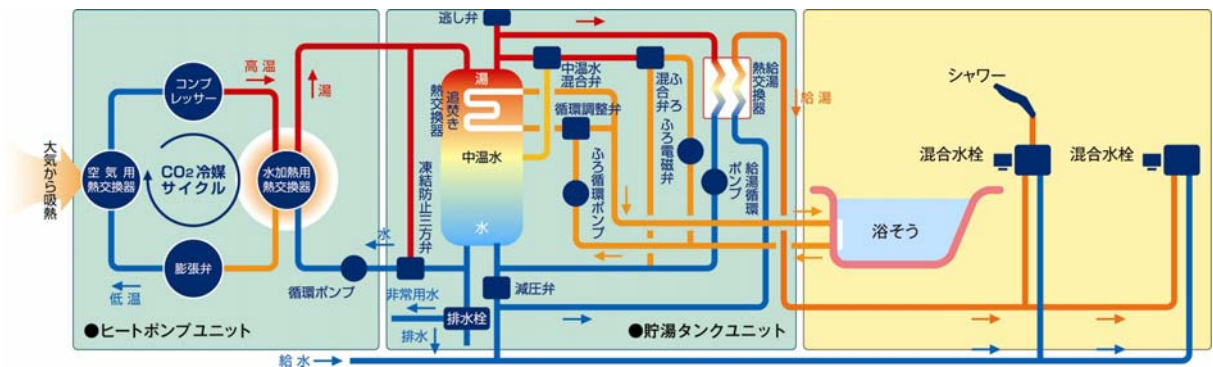 大気から吸熱
コンプ
レッサー
高温
湯
空気用
熱交換器
CO2冷媒
サイクル
水加熱用
熱交換器
膨張弁
低温
循環ポンプ
●ヒートポンプユニット
給水
逃し弁
湯
追焚き
熱交換器
中温水
水
凍結防止三方弁
水
非常用水
排水栓
排水
減圧弁
中温水
混合弁
循環調整弁
ふろ循環ポンプ
ふろ
混合弁
ふろ電磁弁
給湯
熱交換器
給湯循環
ポンプ
●貯湯タンクユニット
給湯
シャワー
混合水栓
混合水栓
浴そう